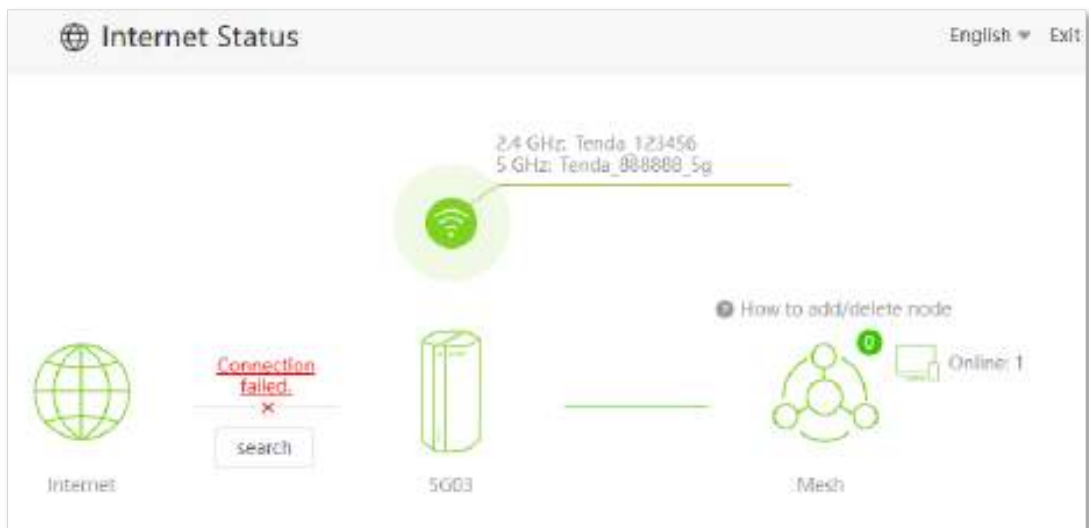 Internet Status
English
Exit
2.4 GHz: Tenda_123456
5 GHz: Tenda_888888_5g
How to add/delete node
0
Connection
failed.
Online: 1
search
Internet
5G03
Mesh